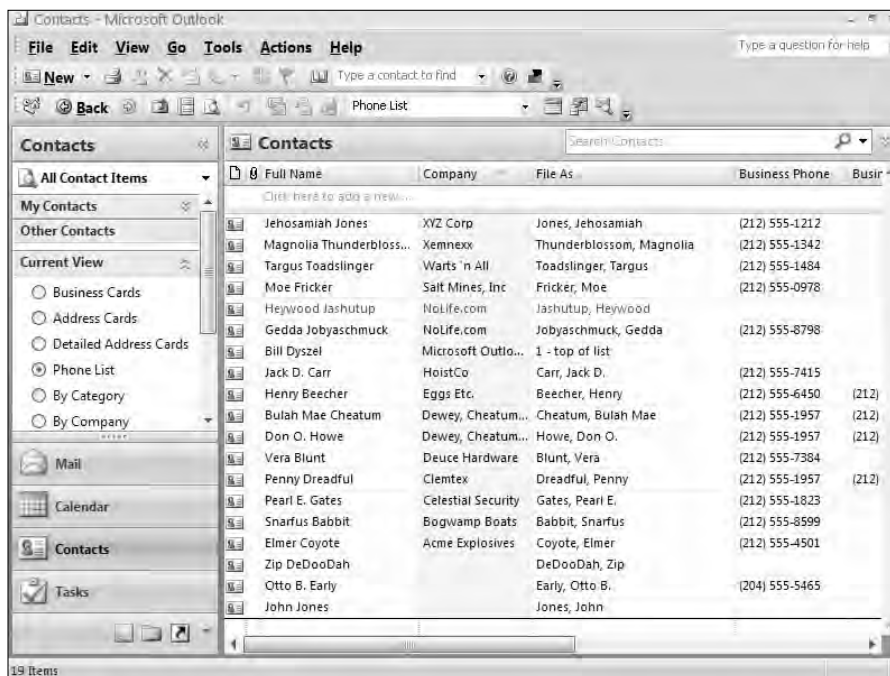 Contacts - Microsoft Outlook
File Edit View Go Tools Actions Help
Type a question for help
New Type a contact to find
Back Phone List
Contacts
All Contact Items
My Contacts
Other Contacts
Current View
Business Cards
Address Cards
Detailed Address Cards
Phone List
By Category
By Company
Mail
Calendar
Contacts
Tasks
Contacts Search Contacts
Full Name Company File As Business Phone Busir
Click here to add a new ...
Jehosamiah Jones XYZ Corp Jones, Jehosamiah (212) 555-1212
Magnolia Thunderbloss... Xemnexx Thunderblossom, Magnolia (212) 555-1342
Targus Toadslinger Warts `n All Toadslinger, Targus (212) 555-1484
Moe Fricker Salt Mines, Inc Fricker, Moe (212) 555-0978
Heywood Jashutup NoLife.com Jashutup, Heywood
Gedda Jobyaschmuck NoLife.com Jobyaschmuck, Gedda (212) 555-8798
Bill Dyszel Microsoft Outlo... 1 - top of list
Jack D. Carr HoistCo Carr, Jack D. (212) 555-7415
Henry Beecher Eggs Etc. Beecher, Henry (212) 555-6450 (212)
Bulah Mae Cheatum Dewey, Cheatum... Cheatum, Bulah Mae (212) 555-1957 (212)
Don O. Howe Dewey, Cheatum... Howe, Don O. (212) 555-1957 (212)
Vera Blunt Deuce Hardware Blunt, Vera (212) 555-7384
Penny Dreadful Clemtex Dreadful, Penny (212) 555-1957 (212)
Pearl E. Gates Celestial Security Gates, Pearl E. (212) 555-1823
Snarfus Babbit Bogwamp Boats Babbit, Snarfus (212) 555-8599
Elmer Coyote Acme Explosives Coyote, Elmer (212) 555-4501
Zip DeDooDah DeDooDah, Zip
Otto B. Early Early, Otto B. (204) 555-5465
John Jones Jones, John
19 Items